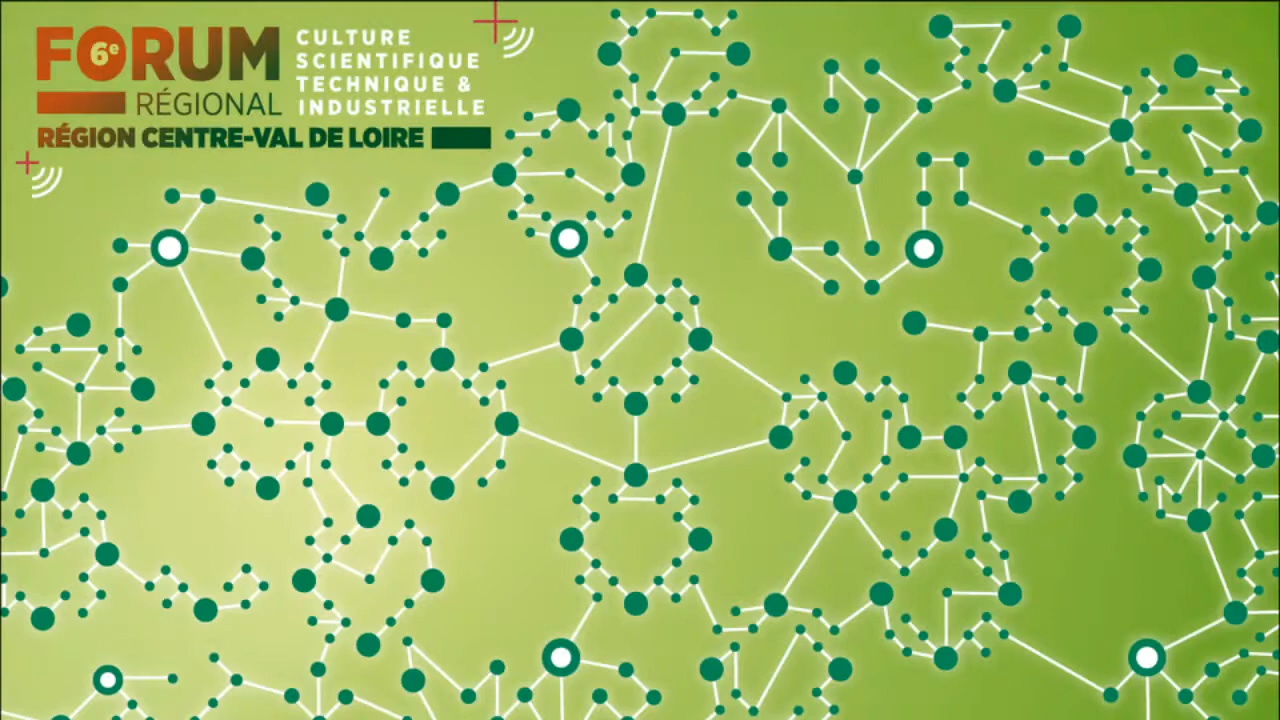 FORUM
6e
RÉGIONAL
CULTURE
SCIENTIFIQUE
TECHNIQUE &
INDUSTRIELLE
RÉGION CENTRE-VAL DE LOIRE